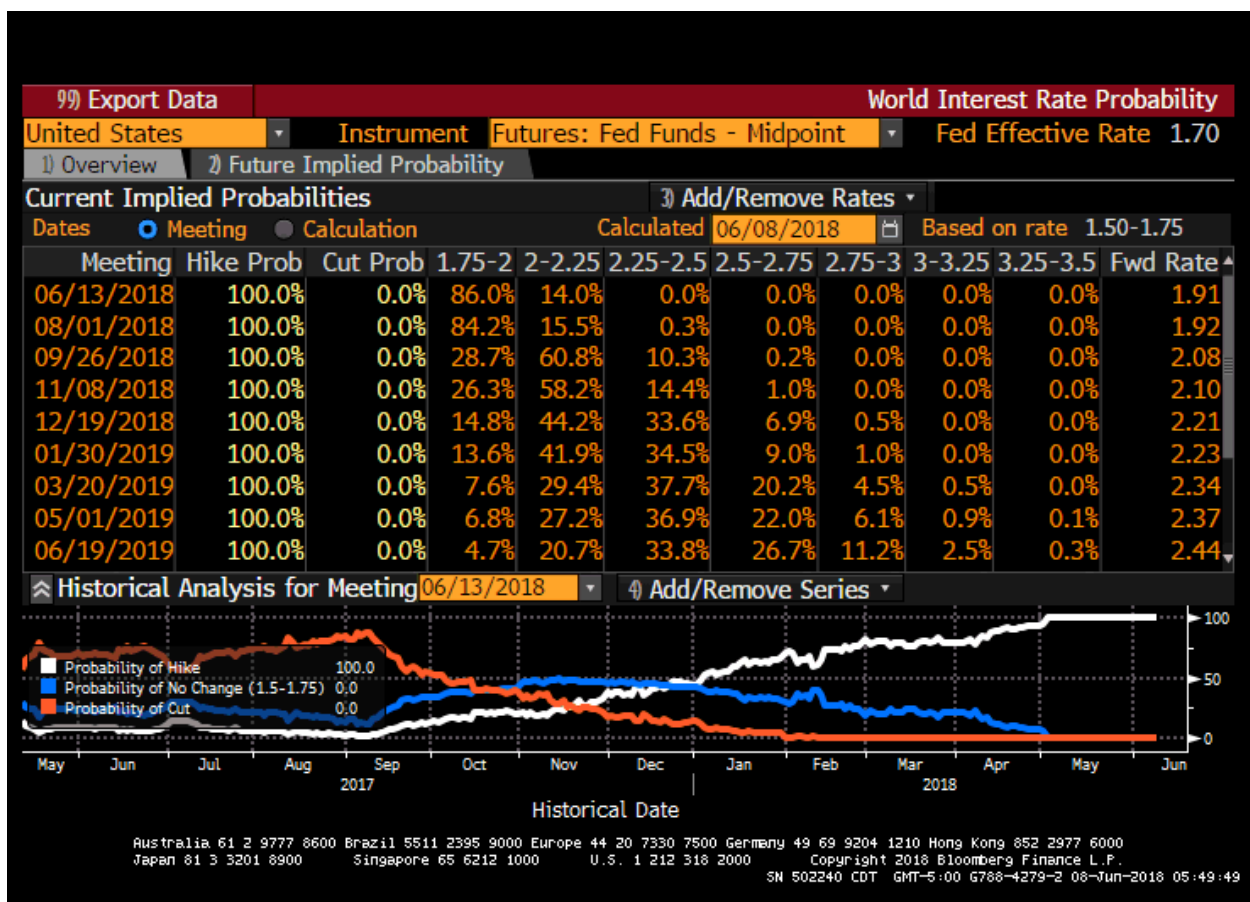 99) Export Data World Interest Rate Probability
United States Instrument Futures: Fed Funds - Midpoint Fed Effective Rate 1.70
1) Overview 2) Future Implied Probability
Current Implied Probabilities 3) Add/Remove Rates
Dates Meeting Calculation Calculated 06/08/2018 Based on rate 1.50-1.75
Meeting Hike Prob Cut Prob 1.75-2 2-2.25 2.25-2.5 2.5-2.75 2.75-3 3-3.25 3.25-3.5 Fwd Rate
06/13/2018 100.0% 0.0% 86.0% 14.0% 0.0% 0.0% 0.0% 0.0% 0.0% 1.91
08/01/2018 100.0% 0.0% 84.2% 15.5% 0.3% 0.0% 0.0% 0.0% 0.0% 1.92
09/26/2018 100.0% 0.0% 28.7% 60.8% 10.3% 0.2% 0.0% 0.0% 0.0% 2.08
11/08/2018 100.0% 0.0% 26.3% 58.2% 14.4% 1.0% 0.0% 0.0% 0.0% 2.10
12/19/2018 100.0% 0.0% 14.8% 44.2% 33.6% 6.9% 0.5% 0.0% 0.0% 2.21
01/30/2019 100.0% 0.0% 13.6% 41.9% 34.5% 9.0% 1.0% 0.0% 0.0% 2.23
03/20/2019 100.0% 0.0% 7.6% 29.4% 37.7% 20.2% 4.5% 0.5% 0.0% 2.34
05/01/2019 100.0% 0.0% 6.8% 27.2% 36.9% 22.0% 6.1% 0.9% 0.1% 2.37
06/19/2019 100.0% 0.0% 4.7% 20.7% 33.8% 26.7% 11.2% 2.5% 0.3% 2.44
Historical Analysis for Meeting 06/13/2018 4) Add/Remove Series
100
Probability of Hike 100.0
Probability of No Change (1.5-1.75) 0.0
50
Probability of Cut 0.0
0
May Jun Jul Aug Sep Oct Nov Dec Jan Feb Mar Apr May Jun
2017 2018
Historical Date
Australia 61 2 9777 8600 Brazil 5511 2395 9000 Europe 44 20 7330 7500 Germany 49 69 9204 1210 Hong Kong 852 2977 6000
Japan 81 3 3201 8900 Singapore 65 6212 1000 U.S. 1 212 318 2000 Copyright 2018 Bloomberg Finance L.P.
SN 502240 CDT GMT-5:00 G788-4279-2 08-Jun-2018 05:49:49